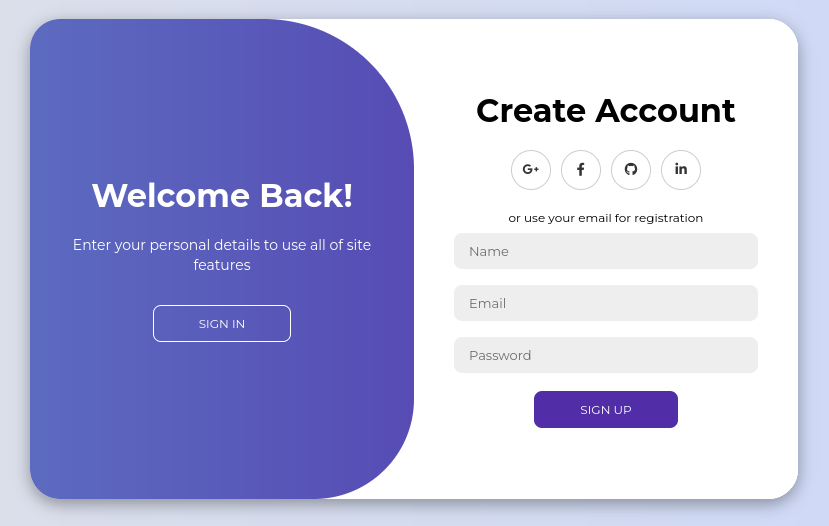 Welcome Back!
Enter your personal details to use all of site
features
SIGN IN
Create Account
G+
f
in
or use your email for registration
Name
Email
Password
SIGN UP